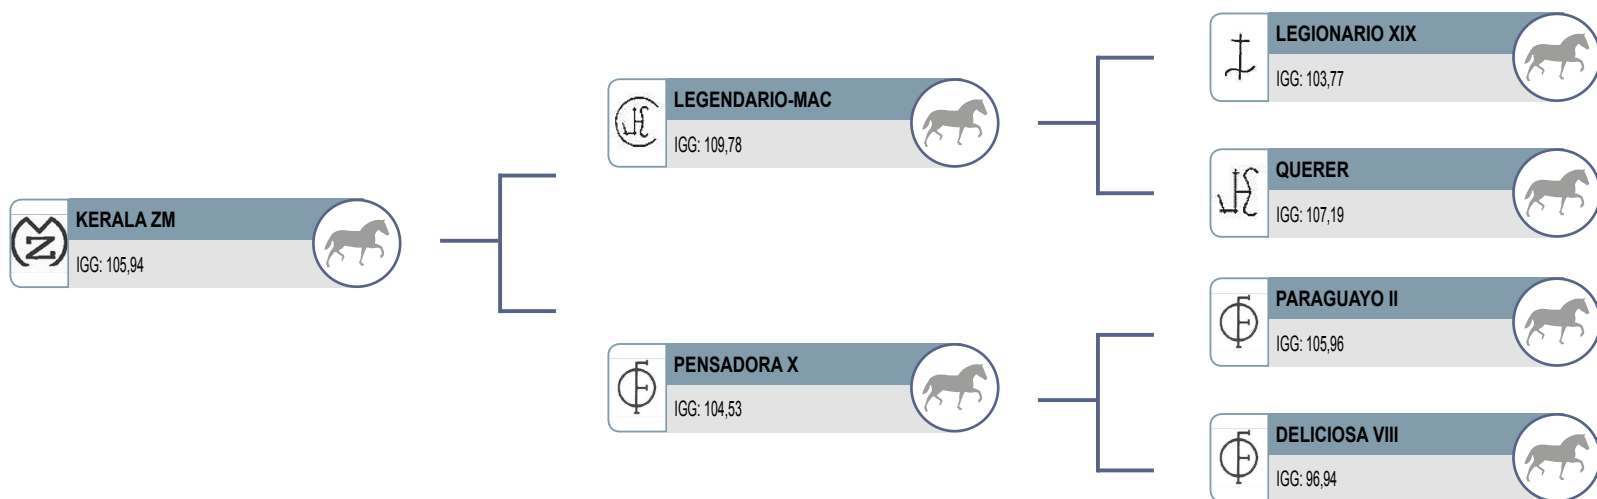 KERALA ZM
IGG: 105,94
LEGENDARIO-MAC
IGG: 109,78
PENSADORA X
IGG: 104,53
LEGIONARIO XIX
IGG: 103,77
QUERER
IGG: 107,19
PARAGUAYO II
IGG: 105,96
DELICIOSA VIII
IGG: 96,94